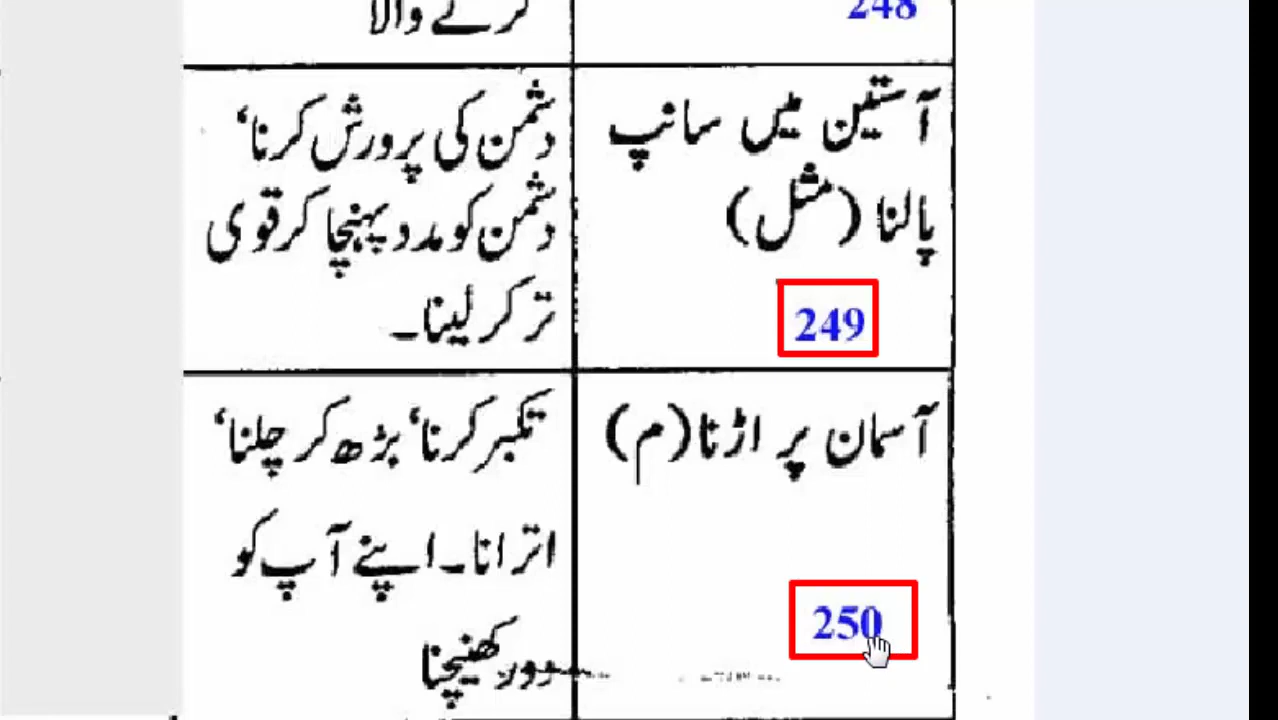 248
کرنے والا
آستین میں سانپ
پالنا (مثل)
249
دشمن کی پرورش کرنا‘
دشمن کو مدد پہنچا کر قوی
تر کر لینا۔
آسمان پر اڑنا (م)
250
تکبر کرنا‘ بڑھ کر چلنا‘
اترانا۔ اپنے آپ کو
دور کھینچنا